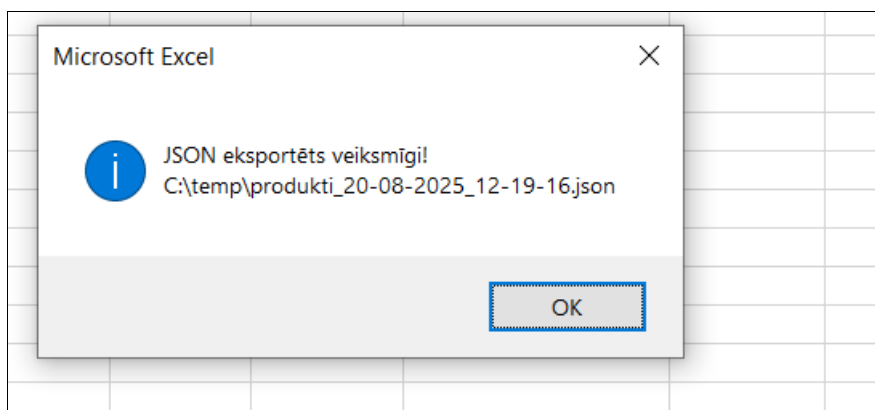 Microsoft Excel
JSON eksportēts veiksmīgi!
C:\temp\produkti_20-08-2025_12-19-16.json
OK